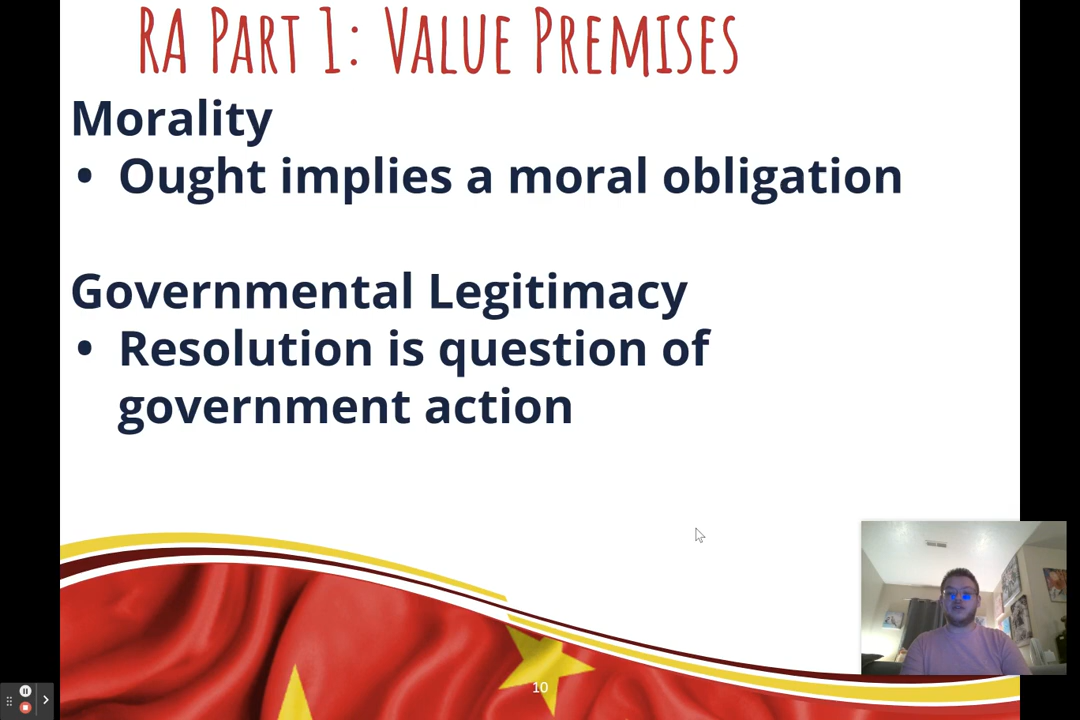 RA Part 1: Value Premises
Morality
• Ought implies a moral obligation
Governmental Legitimacy
• Resolution is question of
government action
10